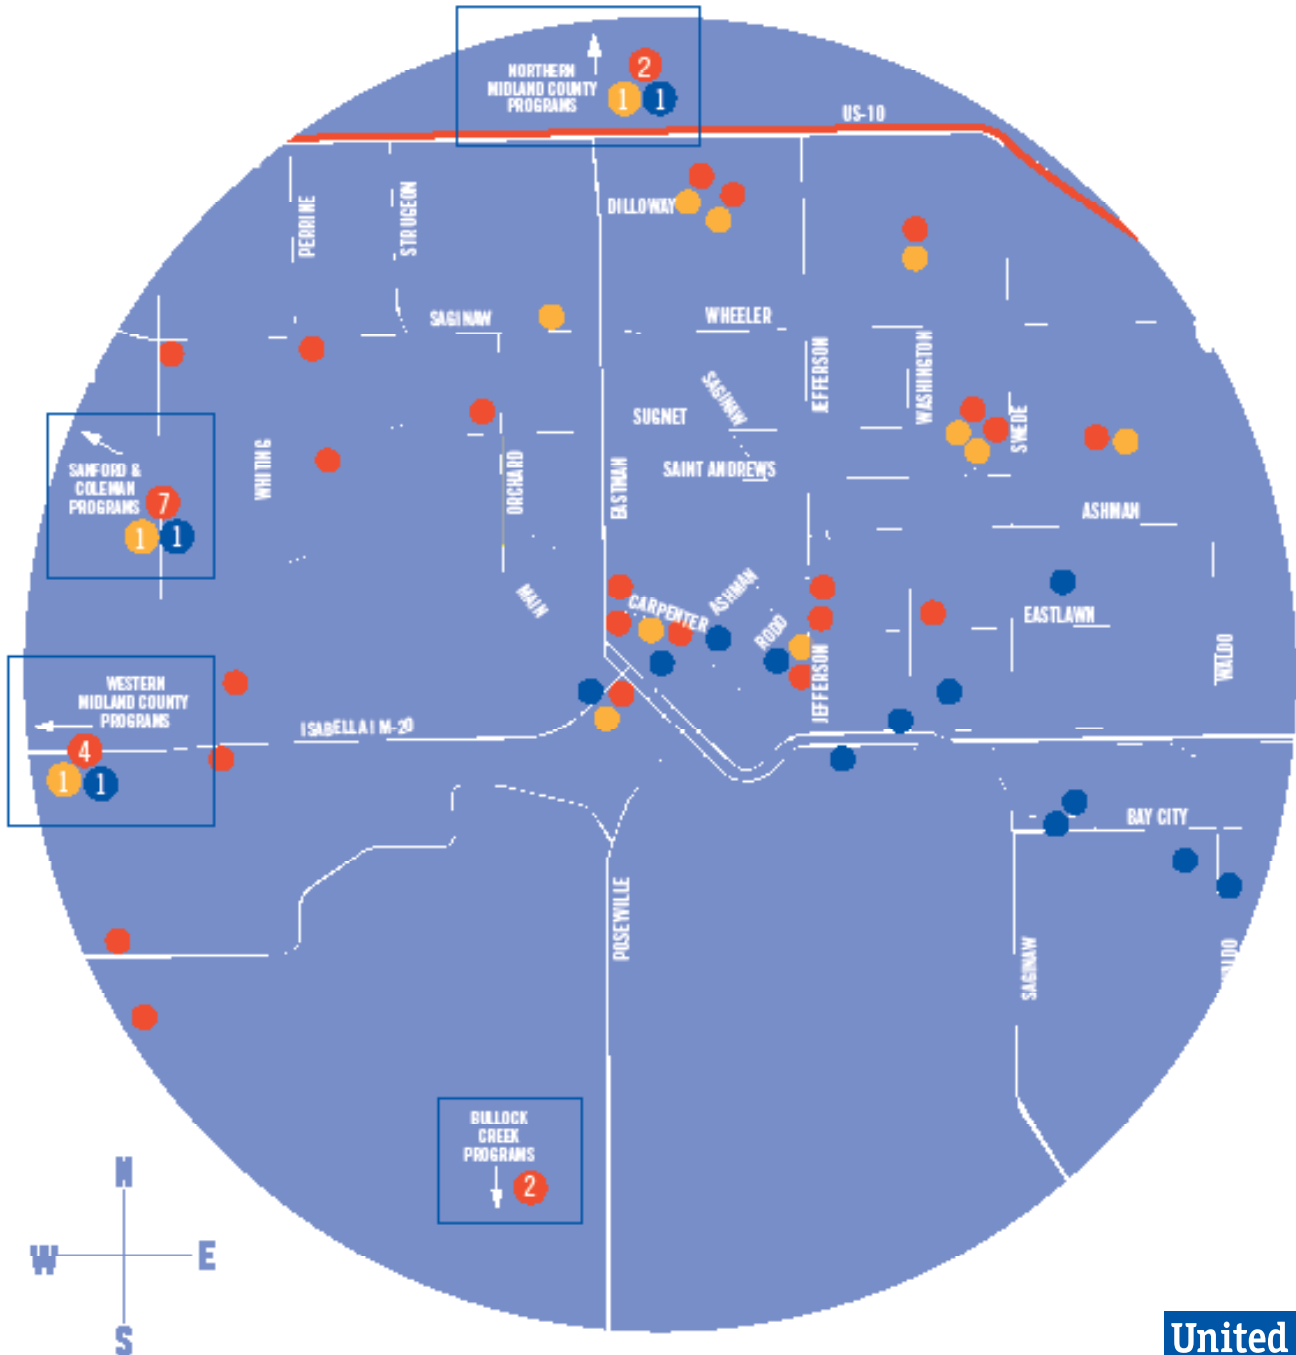 NORTHERN
MIDLAND COUNTY
PROGRAMS
2
1
1
US-10
PERRINE
STRUGEON
DILLOWAY
SAGINAW
WHEELER
JEFFERSON
WASHINGTON
SAGINAW
SUGNET
SWEDE
SANFORD &
COLEMAN
PROGRAMS
7
1
1
WHITING
ORCHARD
EASTMAN
SAINT ANDREWS
ASHMAN
MAIN
CARPENTER
ASHMAN
RODD
EASTLAWN
WALDO
JEFFERSON
WESTERN
MIDLAND COUNTY
PROGRAMS
4
1
1
ISABELLA I M-20
BAY CITY
POSEWILLE
SAGINAW
BULLOCK
CREEK
PROGRAMS
2
N
W
E
S
United